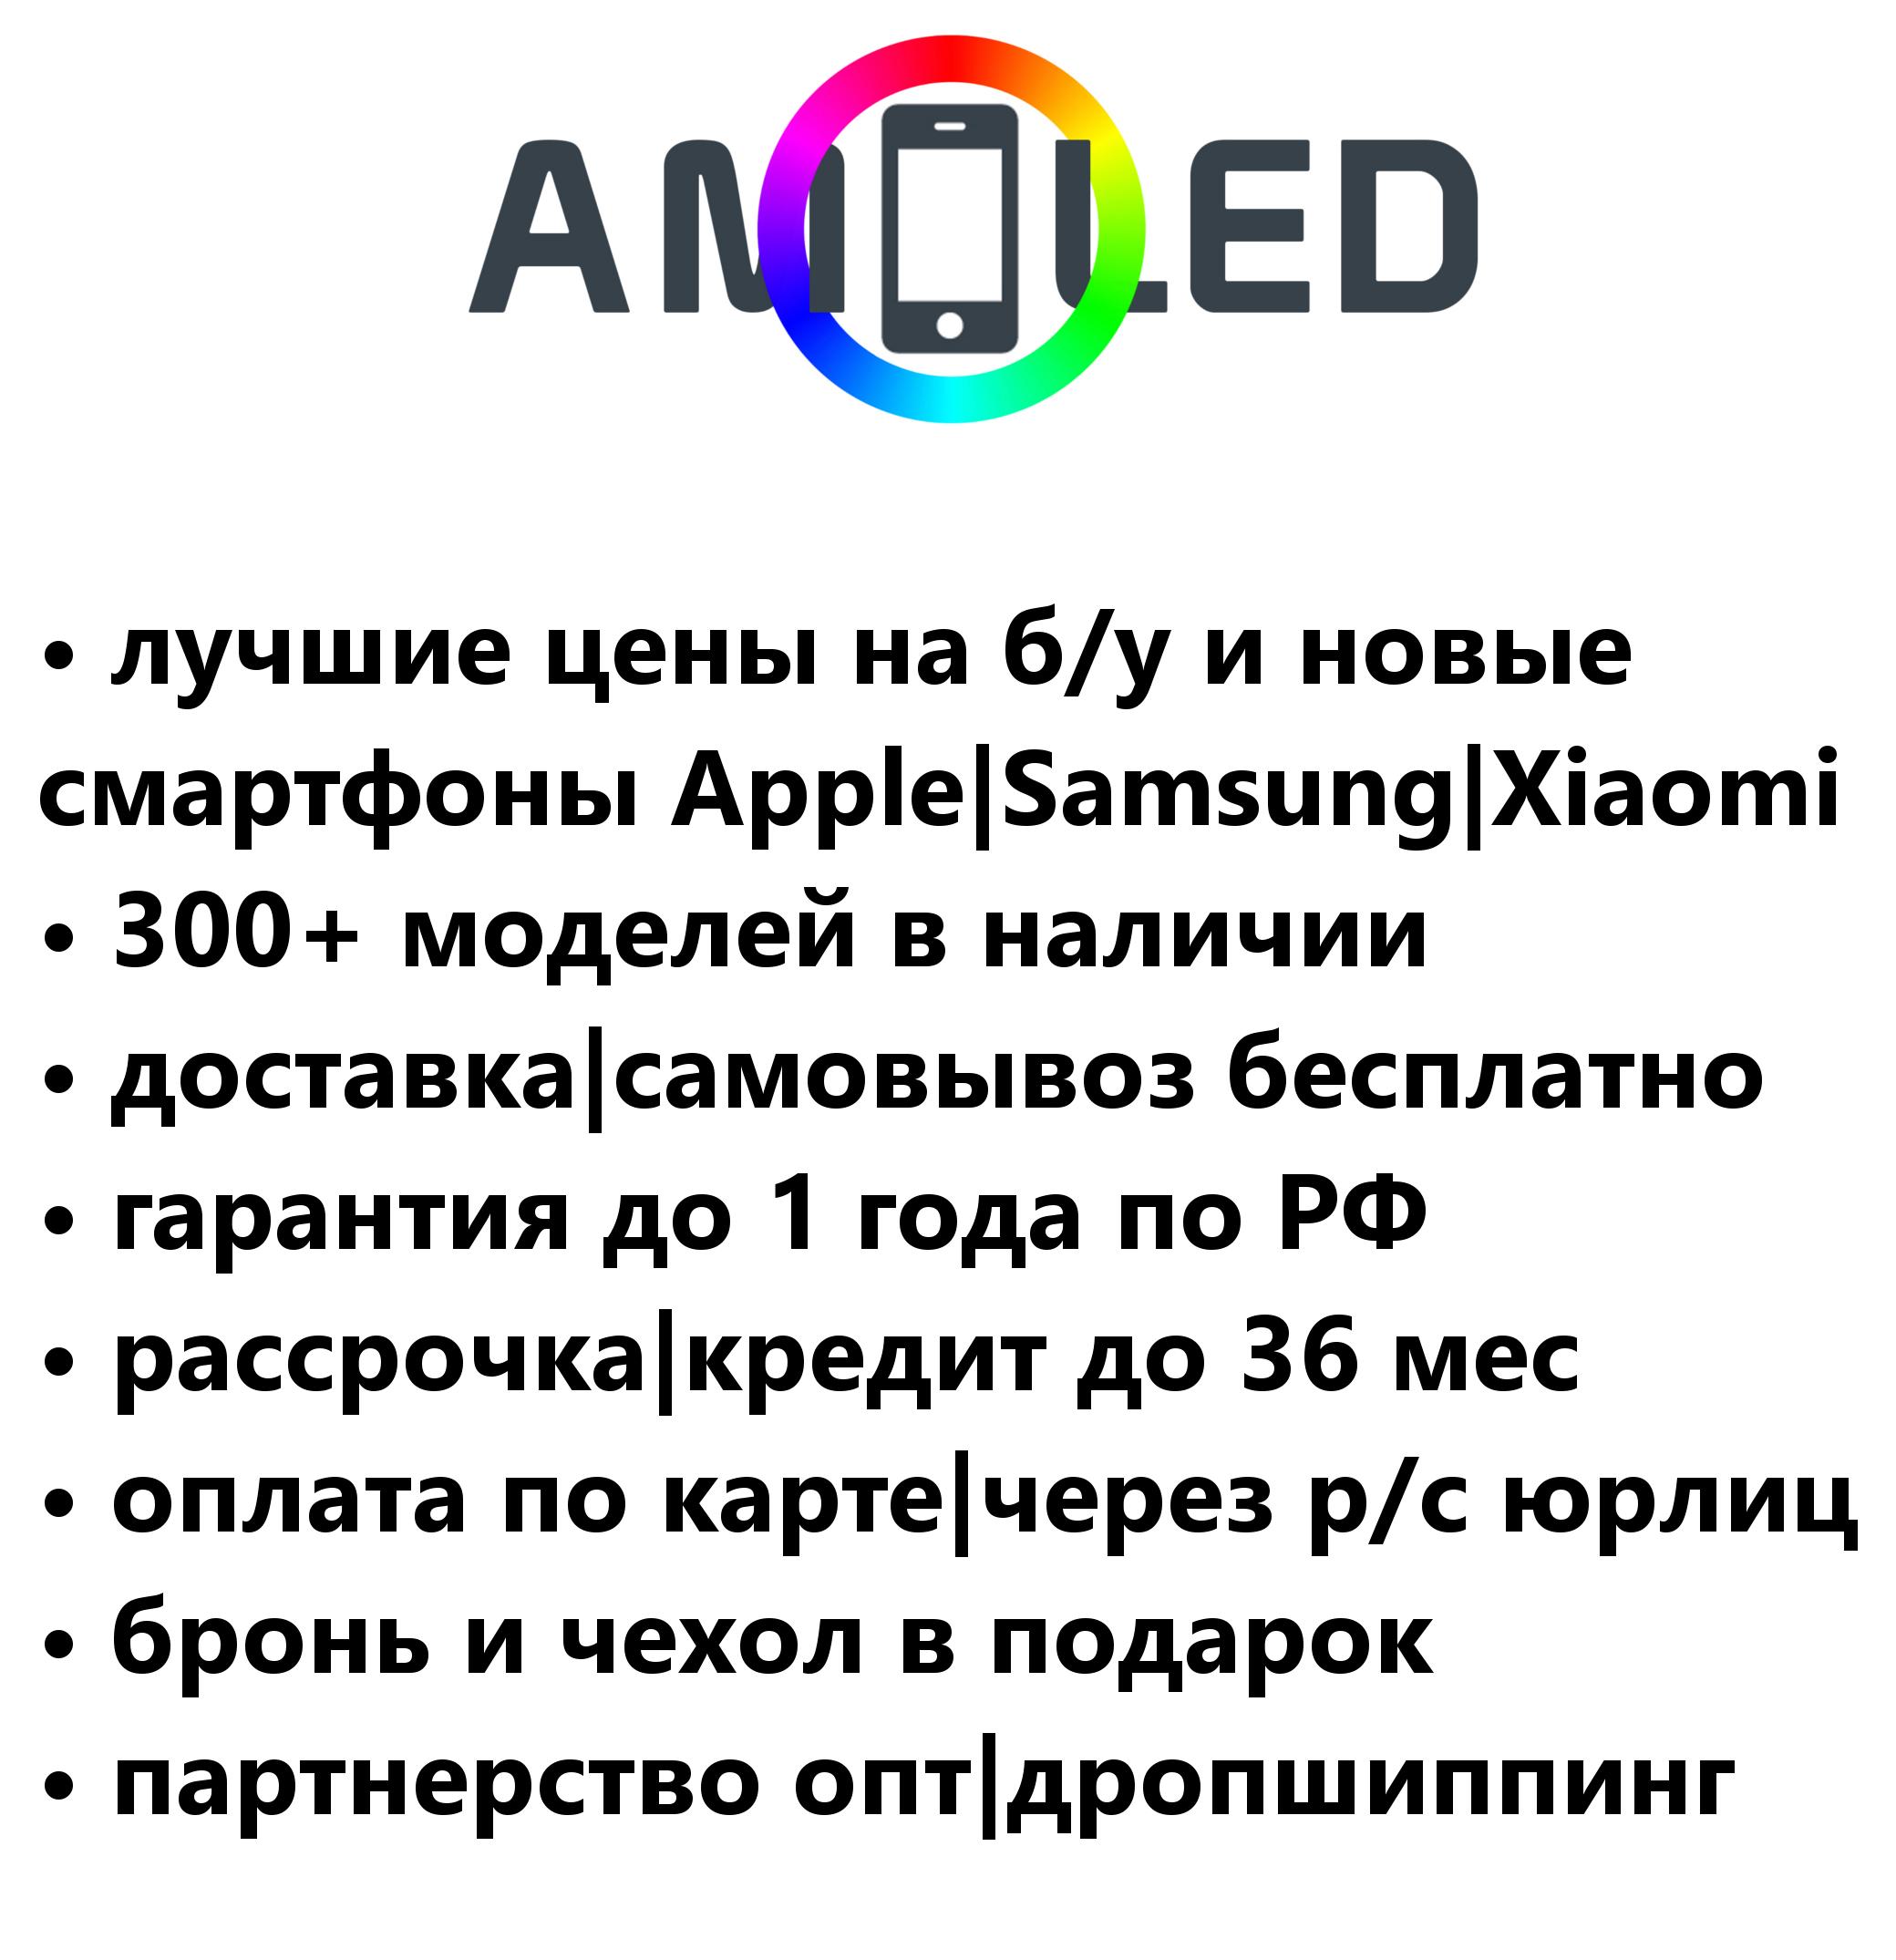 AMOLED
• лучшие цены на б/у и новые
смартфоны Apple|Samsung|Xiaomi
• 300+ моделей в наличии
• доставка|самовывоз бесплатно
• гарантия до 1 года по РФ
• рассрочка|кредит до 36 мес
• оплата по карте|через р/с юрлиц
• бронь и чехол в подарок
• партнерство опт|дропшиппинг